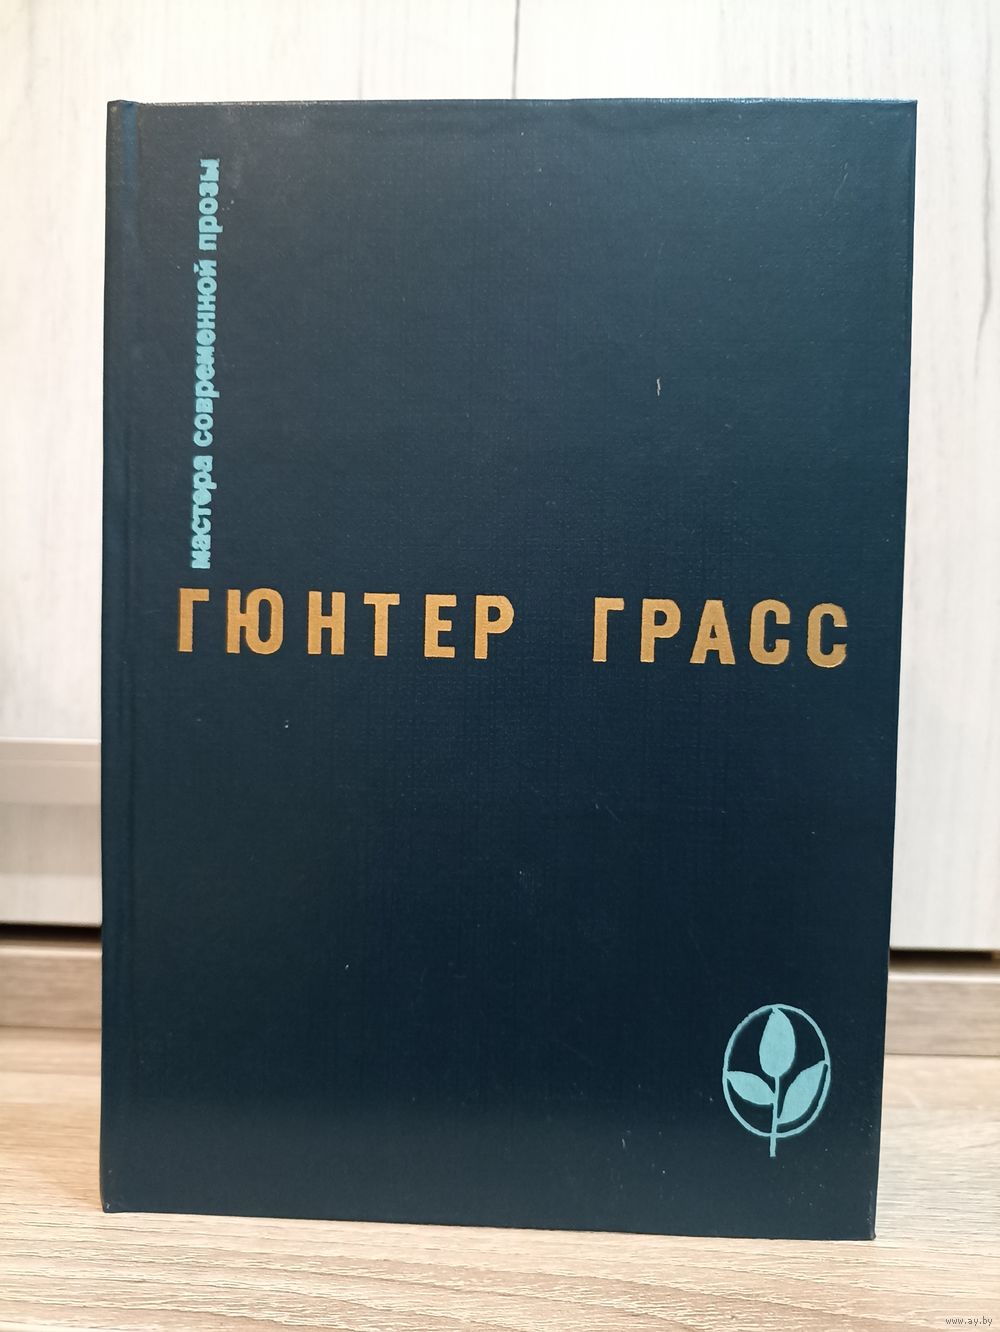 мастера современной прозы
ГЮНТЕР ГРАСС
www.ay.by